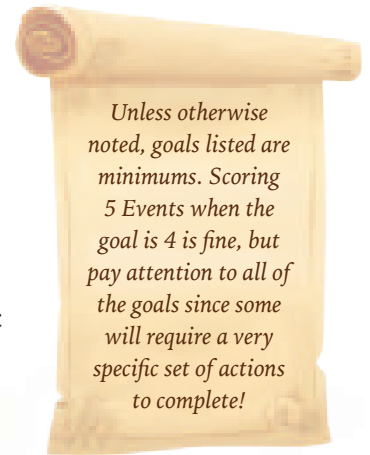 Unless otherwise
noted, goals listed are
minimums. Scoring
5 Events when the
goal is 4 is fine, but
pay attention to all of
the goals since some
will require a very
specific set of actions
to complete!